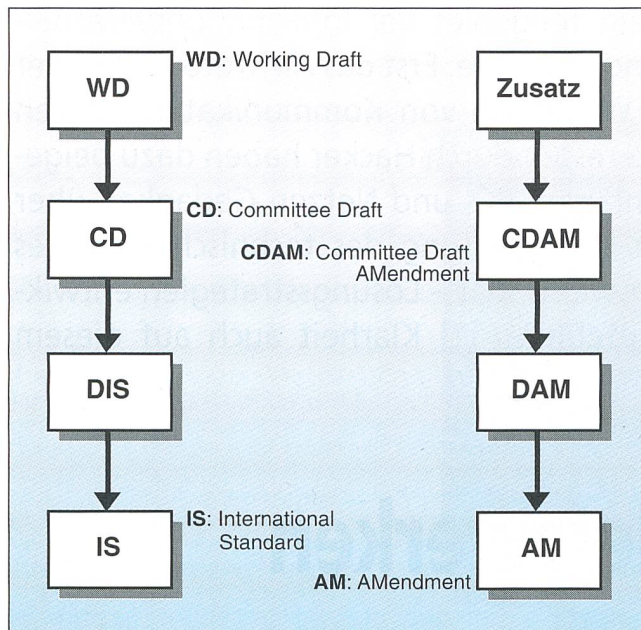 WD
WD: Working Draft
Zusatz
CD
CD: Committee Draft
CDAM: Committee Draft
AMendment
CDAM
DIS
DAM
IS
IS: International
Standard
AM: AMendment
AM